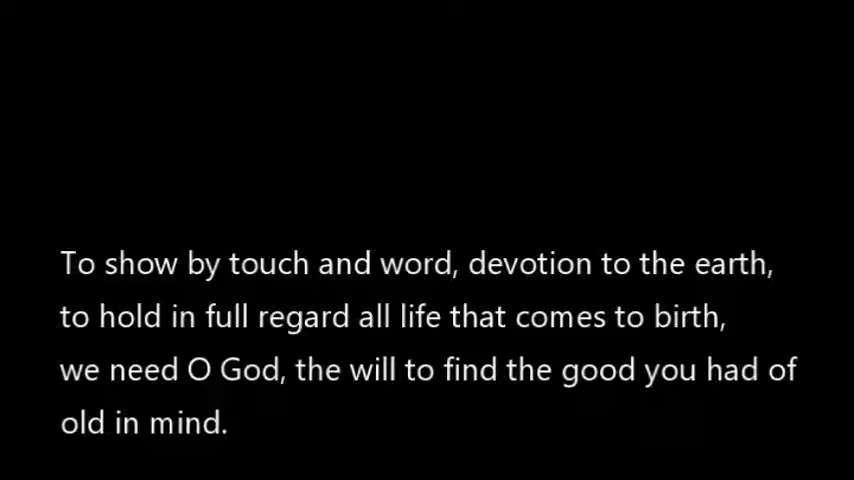 To show by touch and word, devotion to the earth,
to hold in full regard all life that comes to birth,
we need O God, the will to find the good you had of
old in mind.